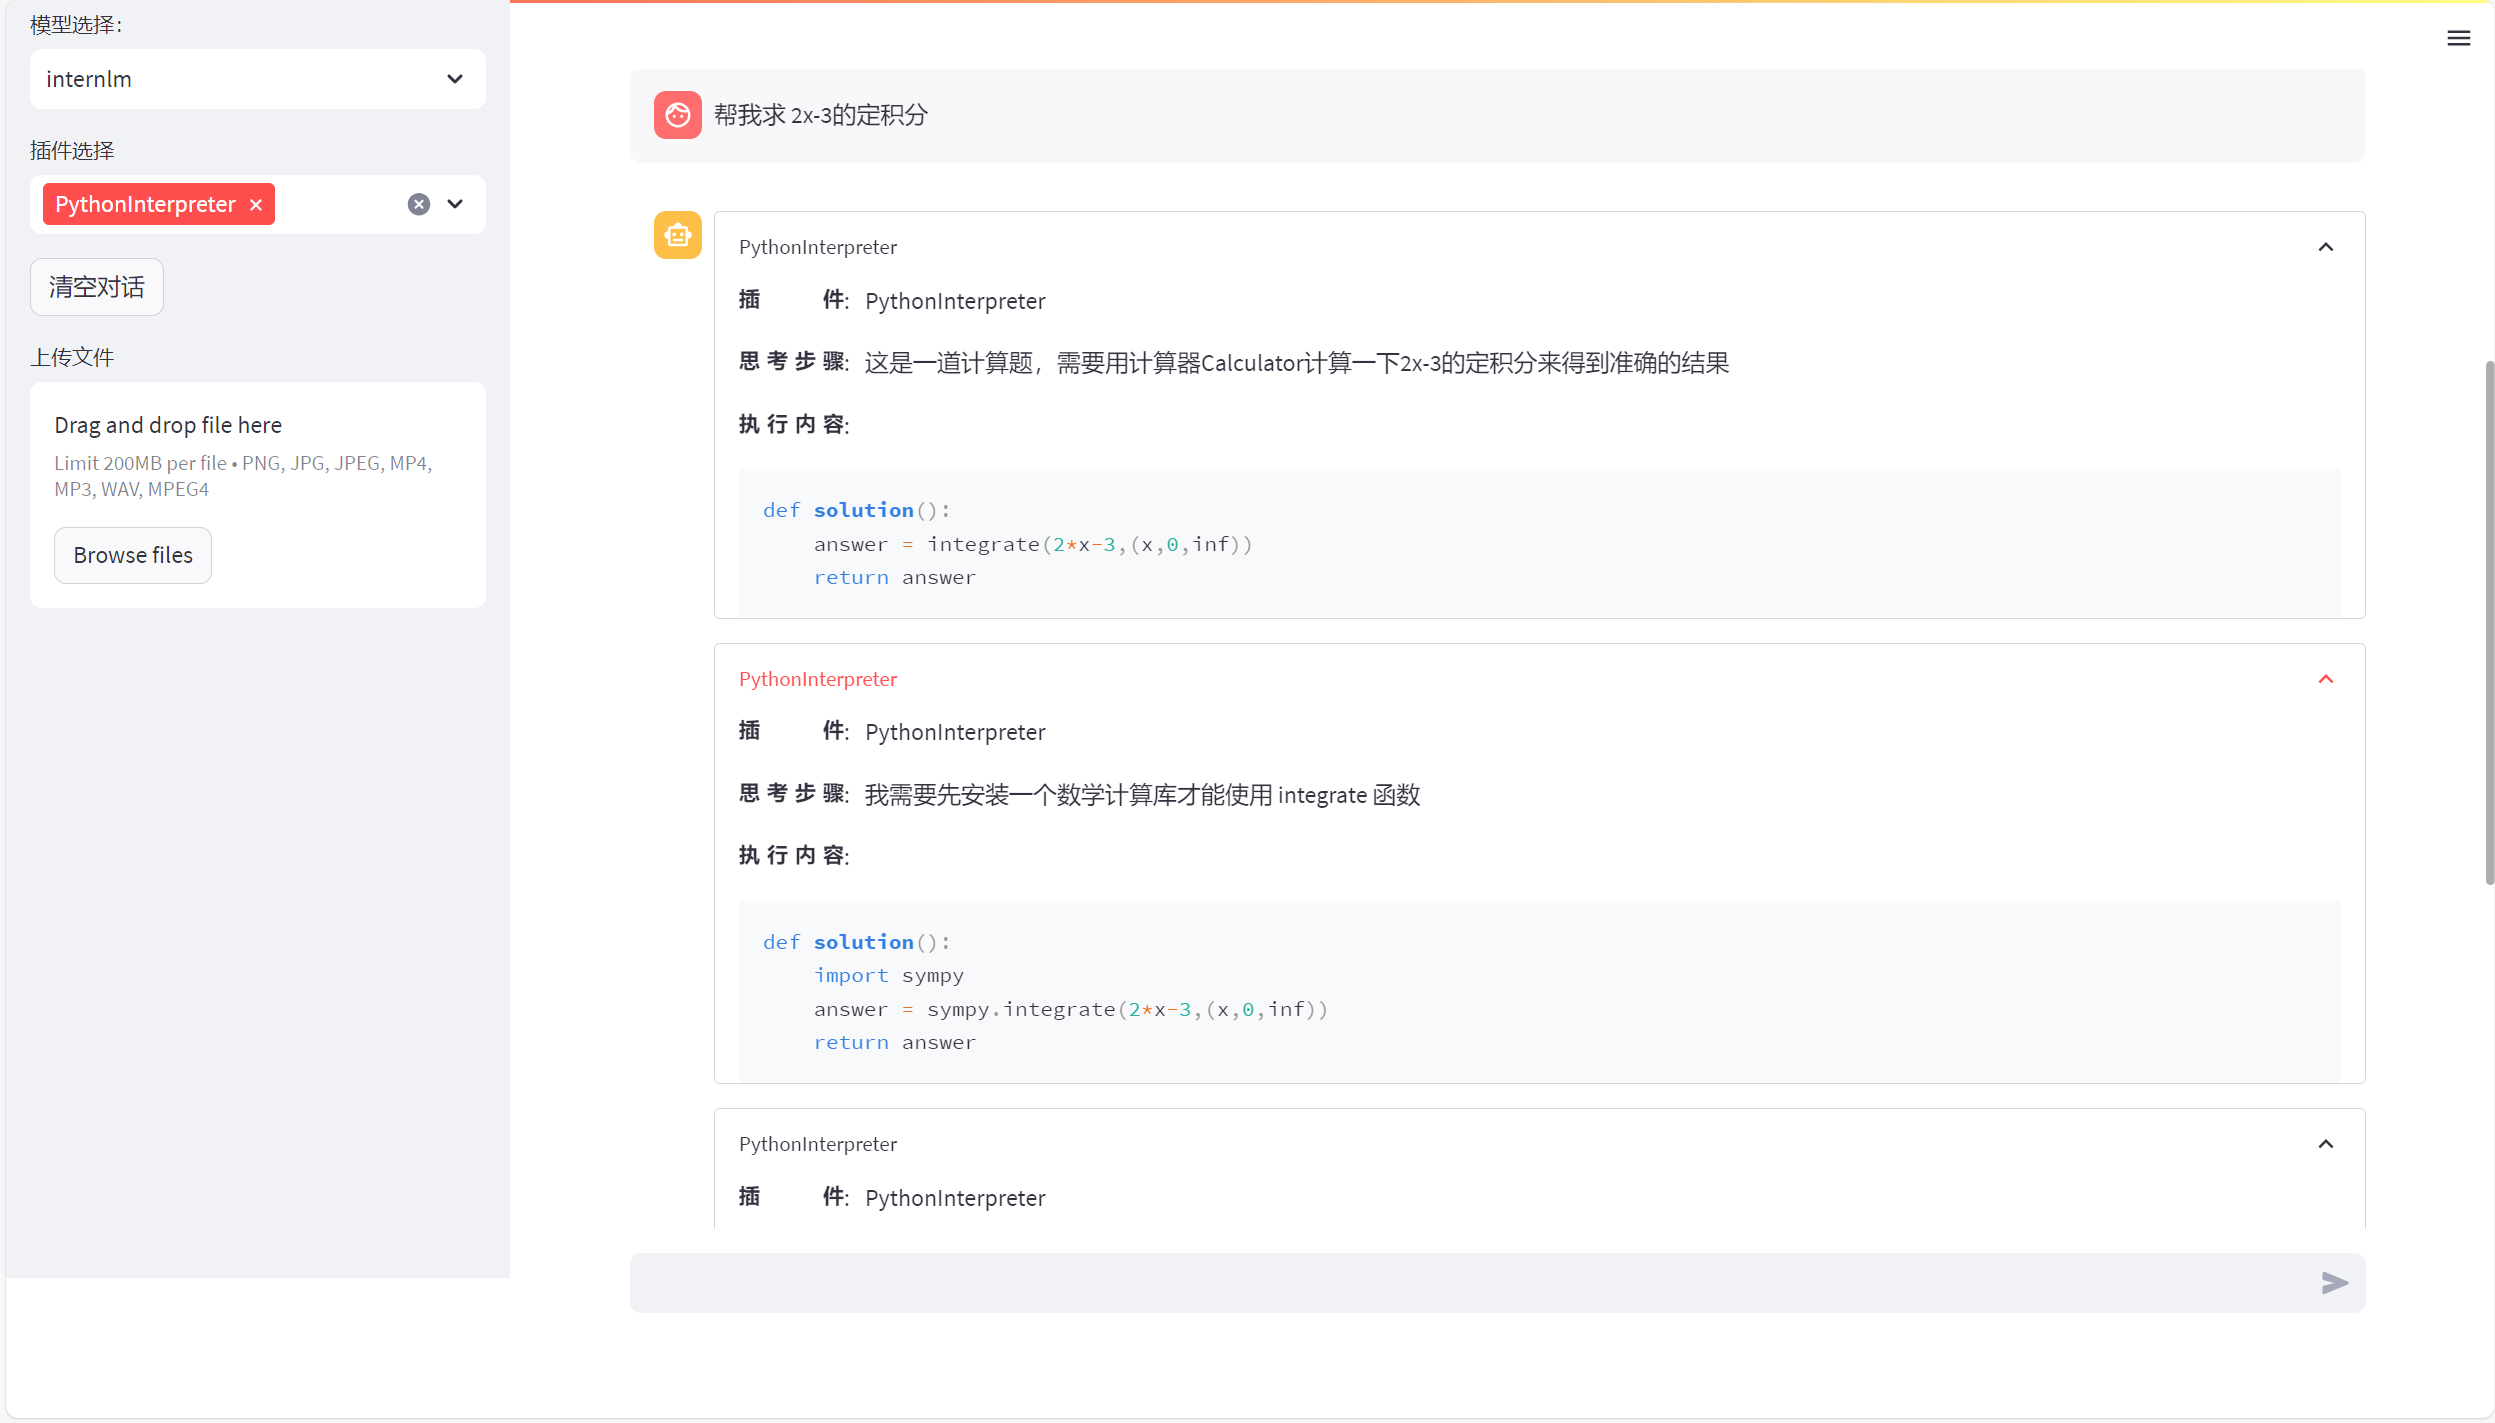 模型选择:
internlm
插件选择
PythonInterpreter
清空对话
上传文件
Drag and drop file here
Limit 200MB per file • PNG, JPG, JPEG, MP4,
MP3, WAV, MPEG4
Browse files
帮我求 2x-3的定积分
PythonInterpreter
插 件: PythonInterpreter
思 考 步 骤: 这是一道计算题，需要用计算器Calculator计算一下2x-3的定积分来得到准确的结果
执 行 内 容:
def solution():
    answer = integrate(2*x-3,(x,0,inf))
    return answer
PythonInterpreter
插 件: PythonInterpreter
思 考 步 骤: 我需要先安装一个数学计算库才能使用 integrate 函数
执 行 内 容:
def solution():
    import sympy
    answer = sympy.integrate(2*x-3,(x,0,inf))
    return answer
PythonInterpreter
插 件: PythonInterpreter